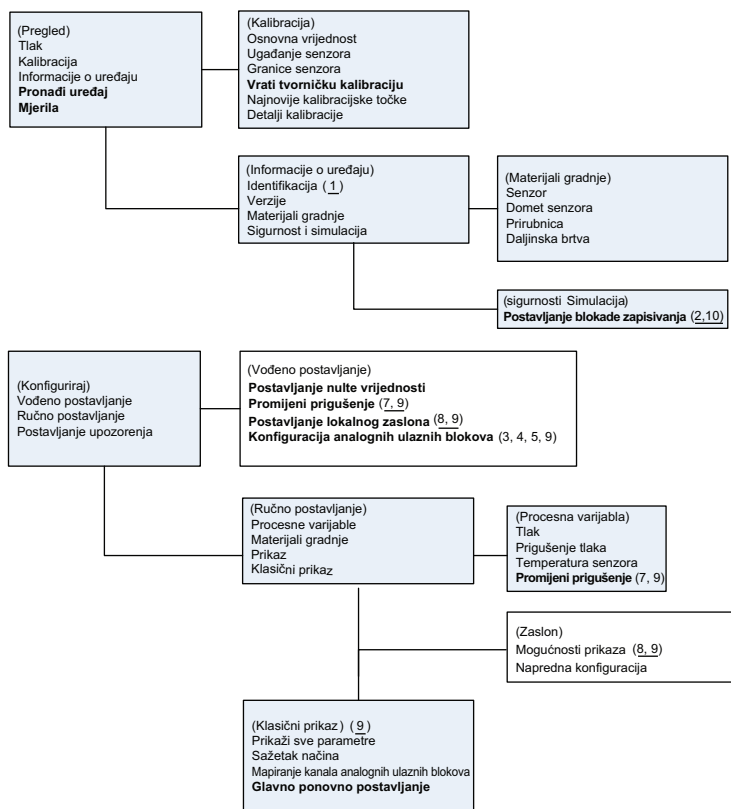 (Pregled)
Tlak
Kalibracija
Informacije o uređaju
Pronađi uređaj
Mjerila
(Kalibracija)
Osnovna vrijednost
Ugađanje senzora
Granice senzora
Vrati tvorničku kalibraciju
Najnovije kalibracijske točke
Detalji kalibracije
(Informacije o uređaju)
Identifikacija (1)
Verzije
Materijali gradnje
Sigurnost i simulacija
(Materijali gradnje)
Senzor
Domet senzora
Prirubnica
Daljinska brtva
(sigurnosti Simulacija)
Postavljanje blokade zapisivanja (2,10)
(Konfiguriraj)
Vođeno postavljanje
Ručno postavljanje
Postavljanje upozorenja
(Vođeno postavljanje)
Postavljanje nulte vrijednosti
Promijeni prigušenje (7, 9)
Postavljanje lokalnog zaslona (8, 9)
Konfiguracija analognih ulaznih blokova (3, 4, 5, 9)
(Ručno postavljanje)
Procesne varijable
Materijali gradnje
Prikaz
Klasični prikaz
(Procesna varijabla)
Tlak
Prigušenje tlaka
Temperatura senzora
Promijeni prigušenje (7, 9)
(Zaslon)
Mogućnosti prikaza (8, 9)
Napredna konfiguracija
(Klasični prikaz) (9)
Prikaži sve parametre
Sažetak načina
Mapiranje kanala analognih ulaznih blokova
Glavno ponovno postavljanje